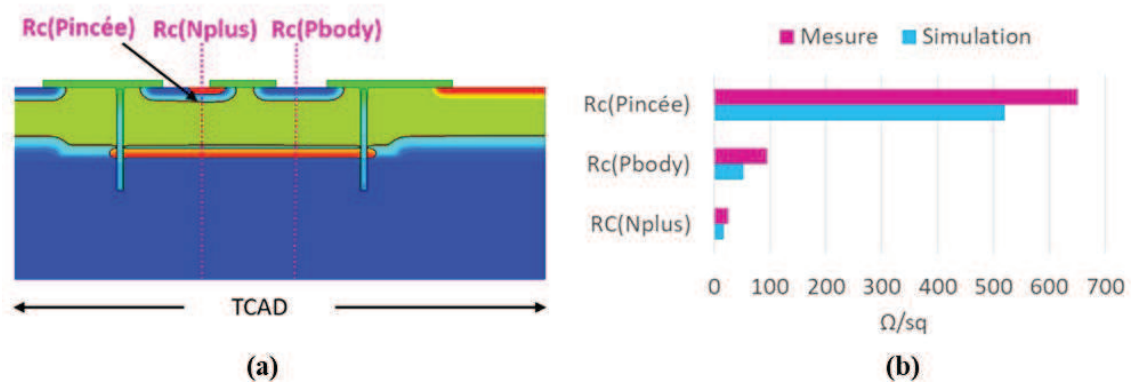 Rc(Pincée) Rc(Nplus) Rc(Pbody)
TCAD
(a)
Mesure Simulation
Rc(Pincée)
Rc(Pbody)
RC(Nplus)
0 100 200 300 400 500 600 700
Ω/sq
(b)